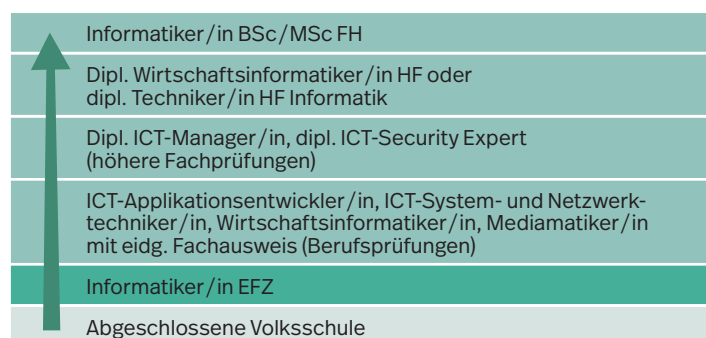 Informatiker/in BSc/MSc FH
Dipl. Wirtschaftsinformatiker/in HF oder
dipl. Techniker/in HF Informatik
Dipl. ICT-Manager/in, dipl. ICT-Security Expert
(höhere Fachprüfungen)
ICT-Applikationsentwickler/in, ICT-System- und Netzwerk-
techniker/in, Wirtschaftsinformatiker/in, Mediamatiker/in
mit eidg. Fachausweis (Berufsprüfungen)
Informatiker/in EFZ
Abgeschlossene Volksschule